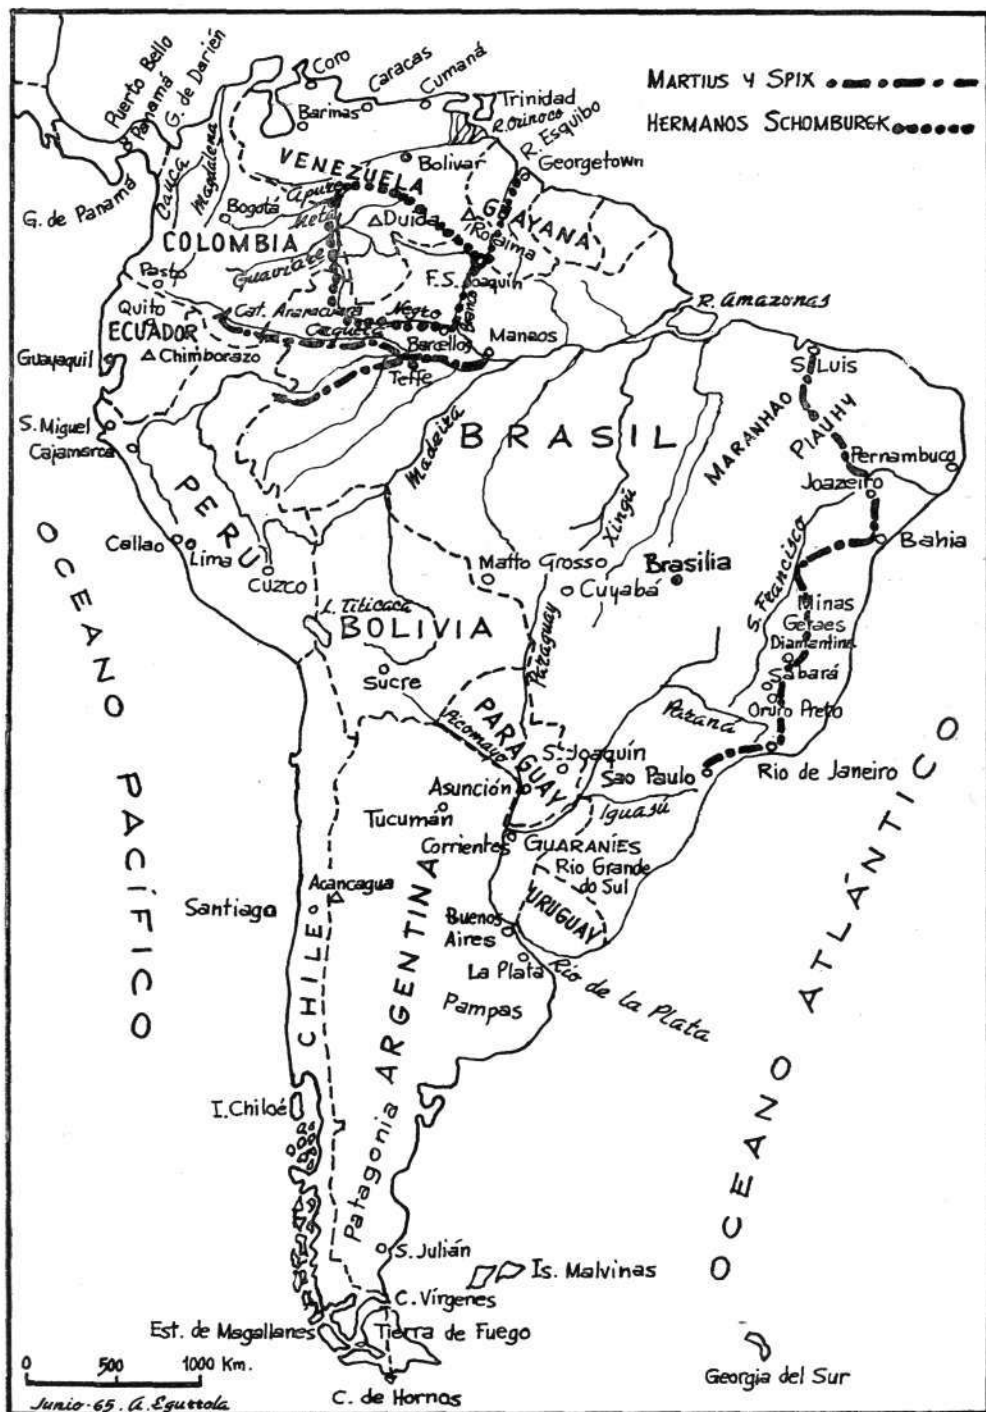 MARTIUS Y SPIX
HERMANOS SCHOMBURGK
Puerto Bello
Panamá
G. de Darién
Coro
Caracas
Cumaná
Barinas
Trinidad
R. Orinoco
R. Esquibo
Georgetown
VENEZUELA
Bolivar
Cauca
Magdalena
G. de Panamá
Apure
Bogotá
Meta
Duida
GUAYANA
Roraima
COLOMBIA
Guaviare
F. S. Joaquín
Pasto
Cat. Araracuara
Negro
Branco
R. Amazonas
Quito
ECUADOR
Caquetá
Barcellos
Manaos
Guayaquil
Chimborazo
Teffe
S. Luis
S. Miguel
Cajamarca
Madeira
BRASIL
MARANHÃO
PIAUHY
Pernambuco
Joazeiro
PERU
Xingú
Callao
Lima
Cuzco
Matto Grosso
Brasilia
Cuyabá
S. Francisco
Bahia
L. Titicaca
BOLIVIA
Minas
Geraes
Diamantina
Sucre
Paraguay
Sabará
Oruro Preto
Picomayo
PARAGUAY
Paraná
S. Joaquín
Sao Paulo
Rio de Janeiro
Asunción
Tucumán
Iguasú
Corrientes
GUARANÍES
Rio Grande
do Sul
OCEANO PACÍFICO
Acancagua
Santiago
URUGUAY
Buenos
Aires
La Plata
Río de la Plata
CHILE
ARGENTINA
Pampas
OCEANO ATLÁNTICO
I. Chiloé
Patagonia
S. Julián
Is. Malvinas
C. Vírgenes
Est. de Magallanes
Tierra de Fuego
Georgia del Sur
0 500 1000 Km.
C. de Hornos
Junio-65. A. Eguttola